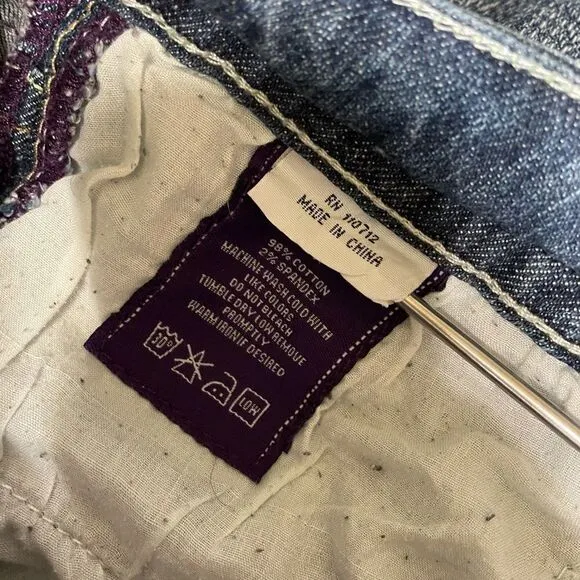 RN 110712
MADE IN CHINA
98% COTTON
2% SPANDEX
MACHINE WASH COLD WITH
LIKE COLORS
DO NOT BLEACH
TUMBLE DRY LOW, REMOVE
PROMPTLY
WARM IRON IF DESIRED
30° LOW